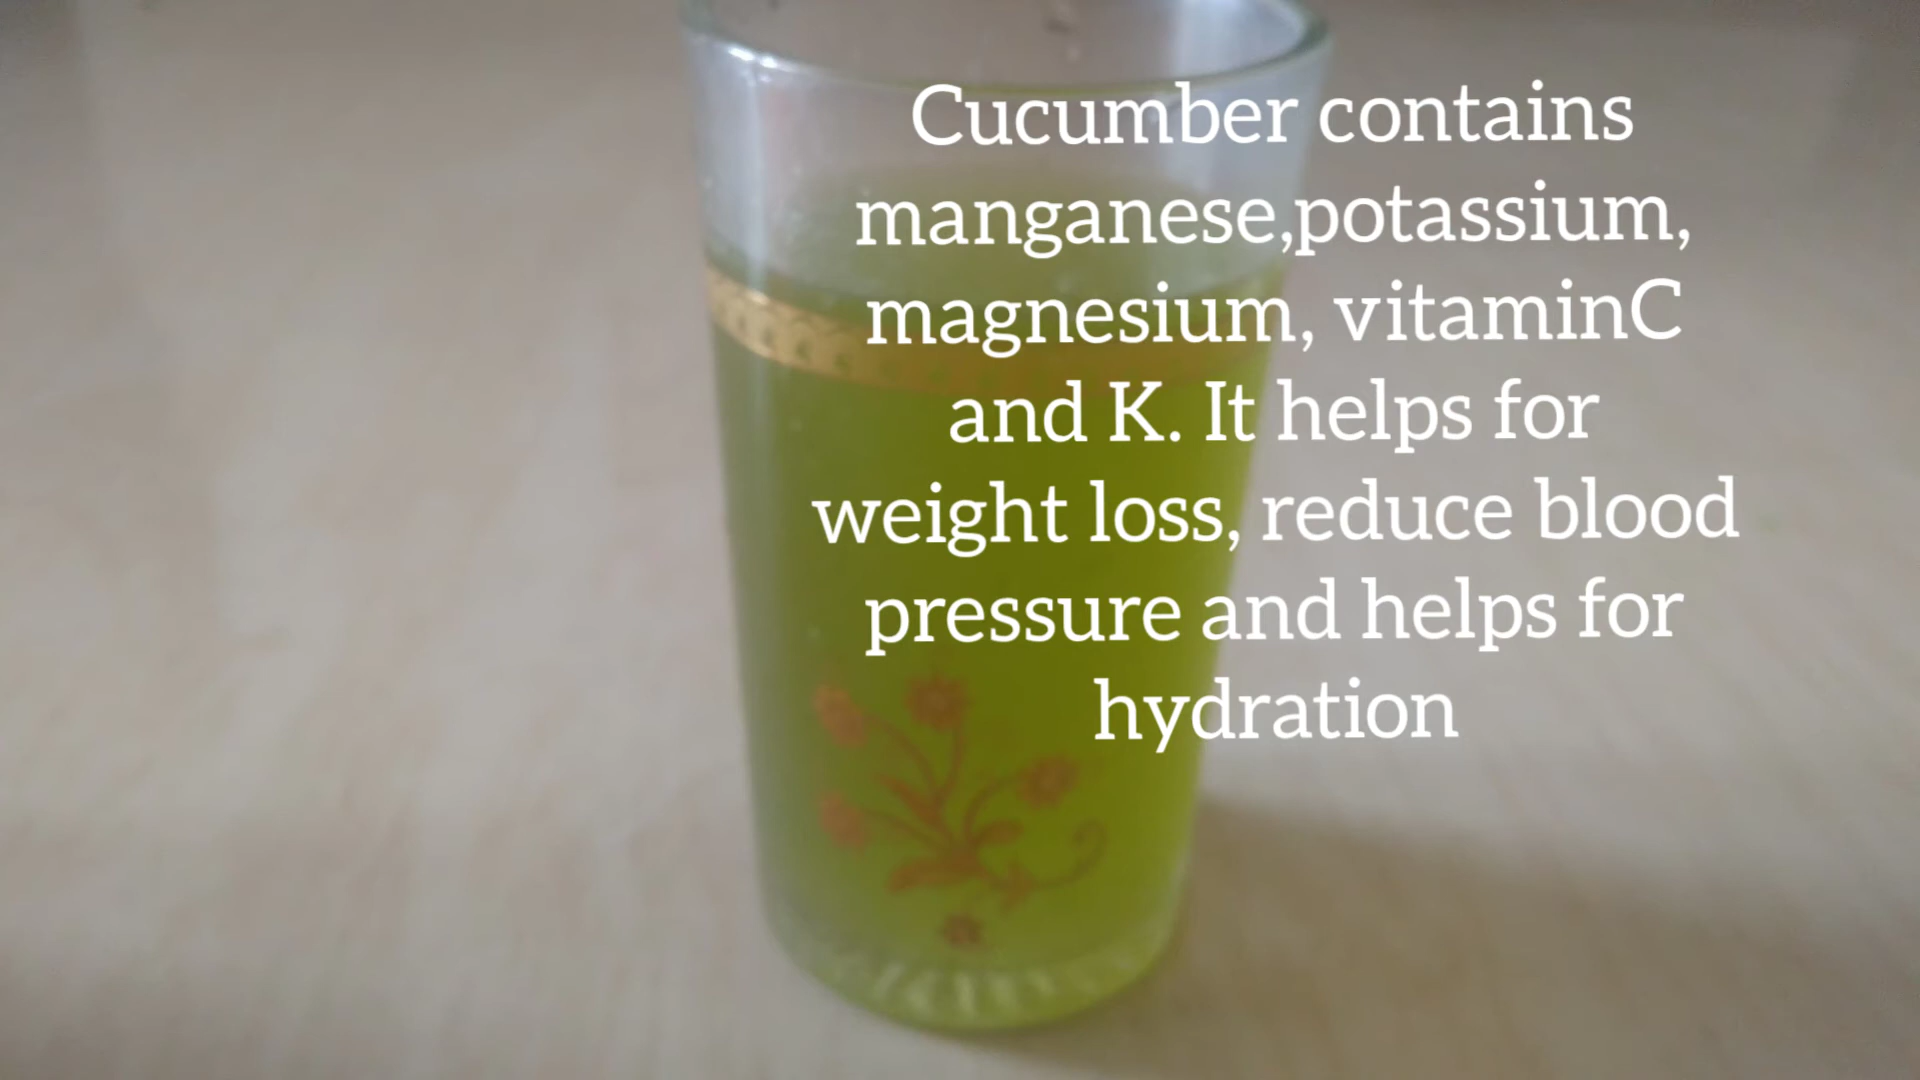 Cucumber contains
manganese,potassium,
magnesium, vitaminC
and K. It helps for
weight loss, reduce blood
pressure and helps for
hydration